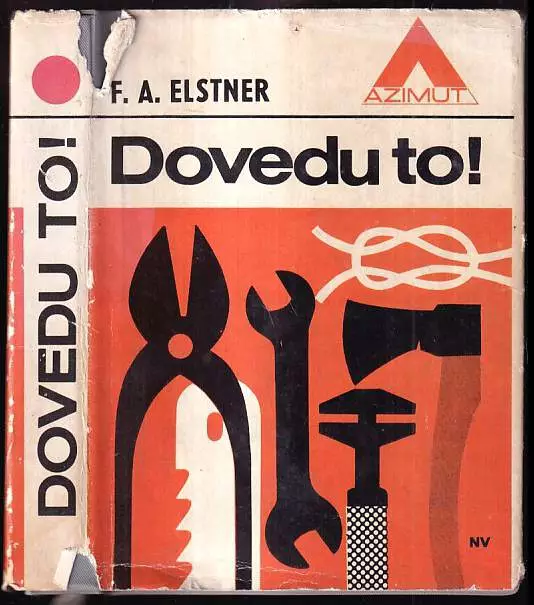 DOVEDU TO!
F. A. ELSTNER
AZIMUT
Dovedu to!
NV